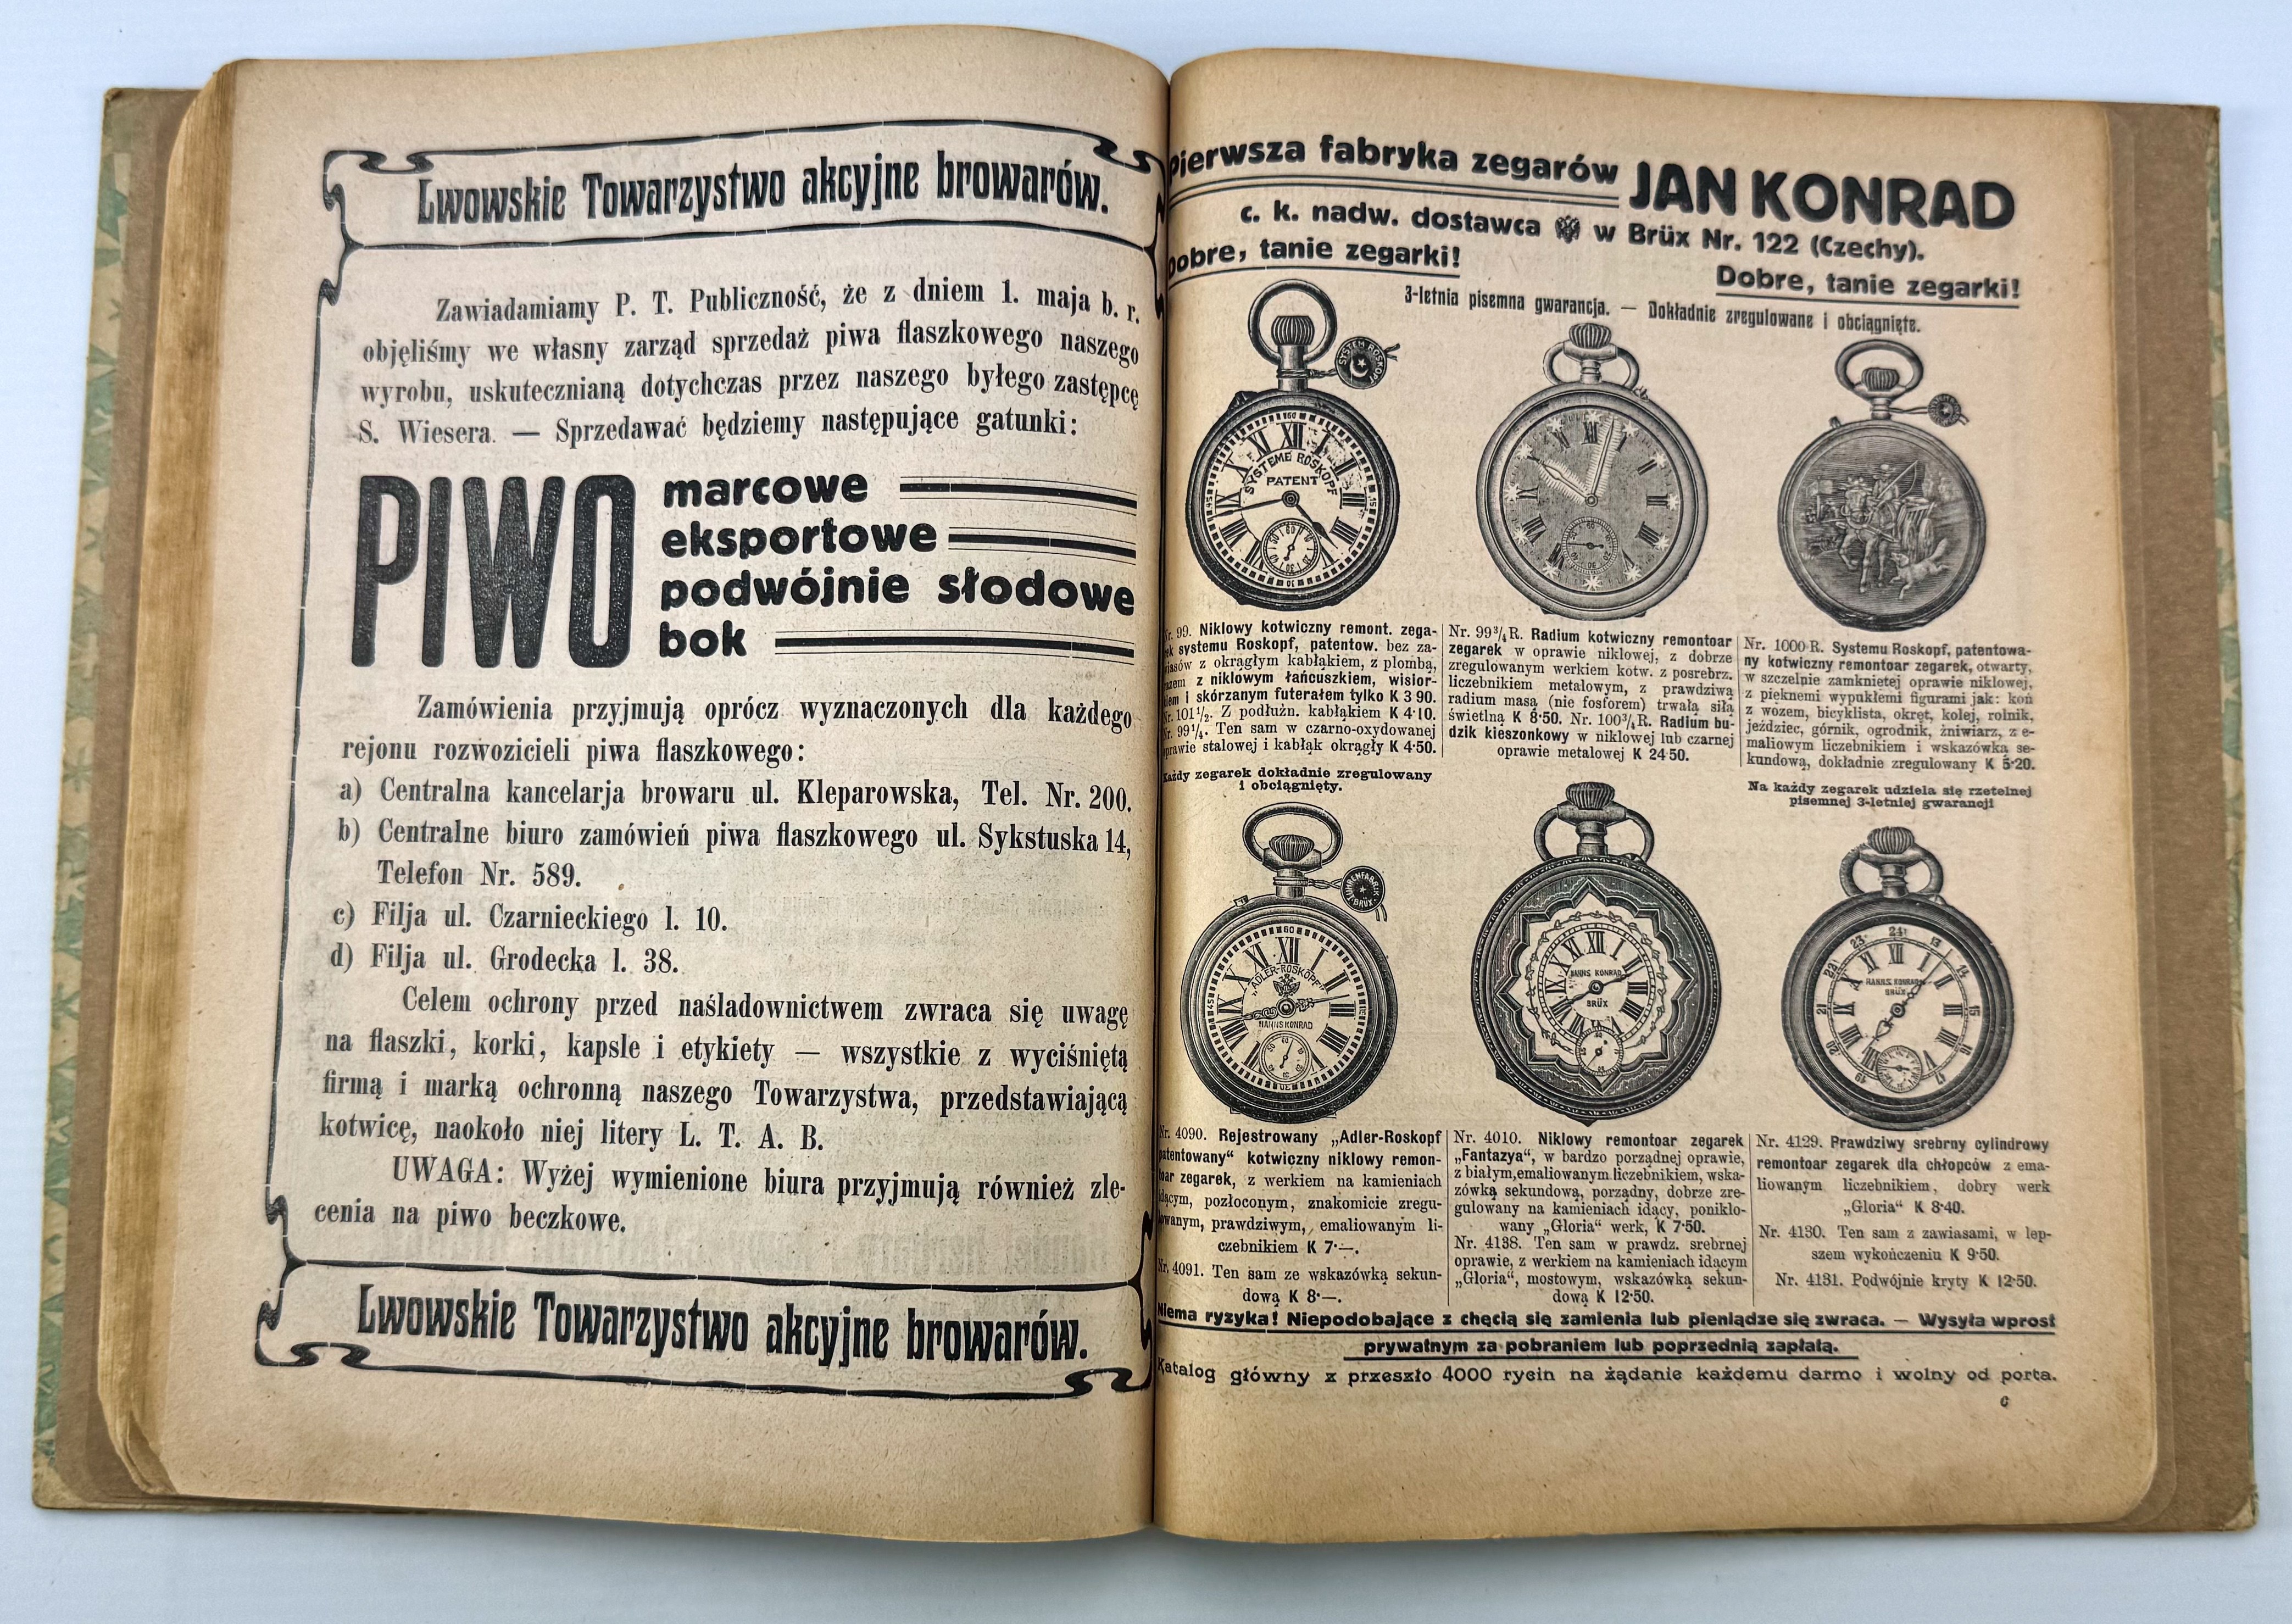 Lwowskie Towarzystwo akcyjne browarów.
Zawiadamiamy P. T. Publiczność, że z dniem 1. maja b. r.
objęliśmy we własny zarząd sprzedaż piwa flaszkowego naszego
wyrobu, uskutecznianą dotychczas przez naszego byłego zastępcę
S. Wiesera. — Sprzedawać będziemy następujące gatunki:
PIWO
marcowe
eksportowe
podwójnie słodowe
bok
Zamówienia przyjmują oprócz wyznaczonych dla każdego
rejonu rozwozicieli piwa flaszkowego:
a) Centralna kancelarja browaru ul. Kleparowska, Tel. Nr. 200.
b) Centralne biuro zamówień piwa flaszkowego ul. Sykstuska 14,
Telefon Nr. 589.
c) Filja ul. Czarnieckiego l. 10.
d) Filja ul. Grodecka l. 38.
Celem ochrony przed naśladownictwem zwraca się uwagę
na flaszki, korki, kapsle i etykiety — wszystkie z wyciśniętą
firmą i marką ochronną naszego Towarzystwa, przedstawiającą
kotwicę, naokoło niej litery L. T. A. B.
UWAGA: Wyżej wymienione biura przyjmują również zle-
cenia na piwo beczkowe.
Lwowskie Towarzystwo akcyjne browarów.
Pierwsza fabryka zegarów JAN KONRAD
c. k. nadw. dostawca w Brüx Nr. 122 (Czechy).
Dobre, tanie zegarki!
Dobre, tanie zegarki!
3-letnia pisemna gwarancja. — Dokładnie zregulowane i obciągnięte.
SYSTEM ROSKOPF
SYSTEME ROSKOPF
PATENT
Nr. 99. Niklowy kotwiczny remont. zega-
rek systemu Roskopf, patentow. bez za-
wiasów z okrągłym kabłąkiem, z plombą,
razem z niklowym łańcuszkiem, wisior-
kiem i skórzanym futerałem tylko K 3·90.
Nr. 101½. Z podłużn. kabłąkiem K 4·10.
Nr. 99¼. Ten sam w czarno-oxydowanej
oprawie stalowej i kabłąk okrągły K 4·50.
Każdy zegarek dokładnie zregulowany
i obciągnięty.
Nr. 99¾R. Radium kotwiczny remontoar
zegarek w oprawie niklowej, z dobrze
zregulowanym werkiem kotw. z posrebrz.
liczebnikiem metalowym, z prawdziwą
radium masą (nie fosforem) trwałą siłą
świetlną K 8·50. Nr. 100¾R. Radium bu-
dzik kieszonkowy w niklowej lub czarnej
oprawie metalowej K 24·50.
Nr. 1000 R. Systemu Roskopf, patentowa-
ny kotwiczny remontoar zegarek, otwarty,
w szczelnie zamkniętej oprawie niklowej,
z pięknemi wypukłemi figurami jak: koń
z wozem, bicyklista, okręt, kolej, rolnik,
jeździec, górnik, ogrodnik, żniwiarz, z e-
maliowym liczebnikiem i wskazówką se-
kundową, dokładnie zregulowany K 5·20.
Na każdy zegarek udziela się rzetelnej
pisemnej 3-letniej gwarancji
UHRENFABRIK
BRÜX
„ADLER-ROSKOPF“
HANNS KONRAD
HANNS KONRAD
BRÜX
HANNS KONRAD
BRÜX
Nr. 4090. Rejestrowany „Adler-Roskopf
patentowany“ kotwiczny niklowy remon-
toar zegarek, z werkiem na kamieniach
idącym, pozłoconym, znakomicie zregu-
lowanym, prawdziwym, emaliowanym li-
czebnikiem K 7·—.
Nr. 4091. Ten sam ze wskazówką sekun-
dową K 8·—.
Nr. 4010. Niklowy remontoar zegarek
„Fantazya“, w bardzo porządnej oprawie,
z białym, emaliowanym liczebnikiem, wska-
zówką sekundową, porządny, dobrze zre-
gulowany na kamieniach idący, poniklo-
wany „Gloria“ werk, K 7·50.
Nr. 4138. Ten sam w prawdz. srebrnej
oprawie, z werkiem na kamieniach idącym
„Gloria“, mostowym, wskazówką sekun-
dową K 12·50.
Nr. 4129. Prawdziwy srebrny cylindrowy
remontoar zegarek dla chłopców z ema-
liowanym liczebnikiem, dobry werk
„Gloria“ K 8·40.
Nr. 4130. Ten sam z zawiasami, w lep-
szem wykończeniu K 9·50.
Nr. 4131. Podwójnie kryty K 12·50.
Niema ryzyka! Niepodobające z chęcią się zamienia lub pieniądze się zwraca. — Wysyła wprost
prywatnym za pobraniem lub poprzednią zapłatą.
Katalog główny z przeszło 4000 rycin na żądanie każdemu darmo i wolny od porta.
C